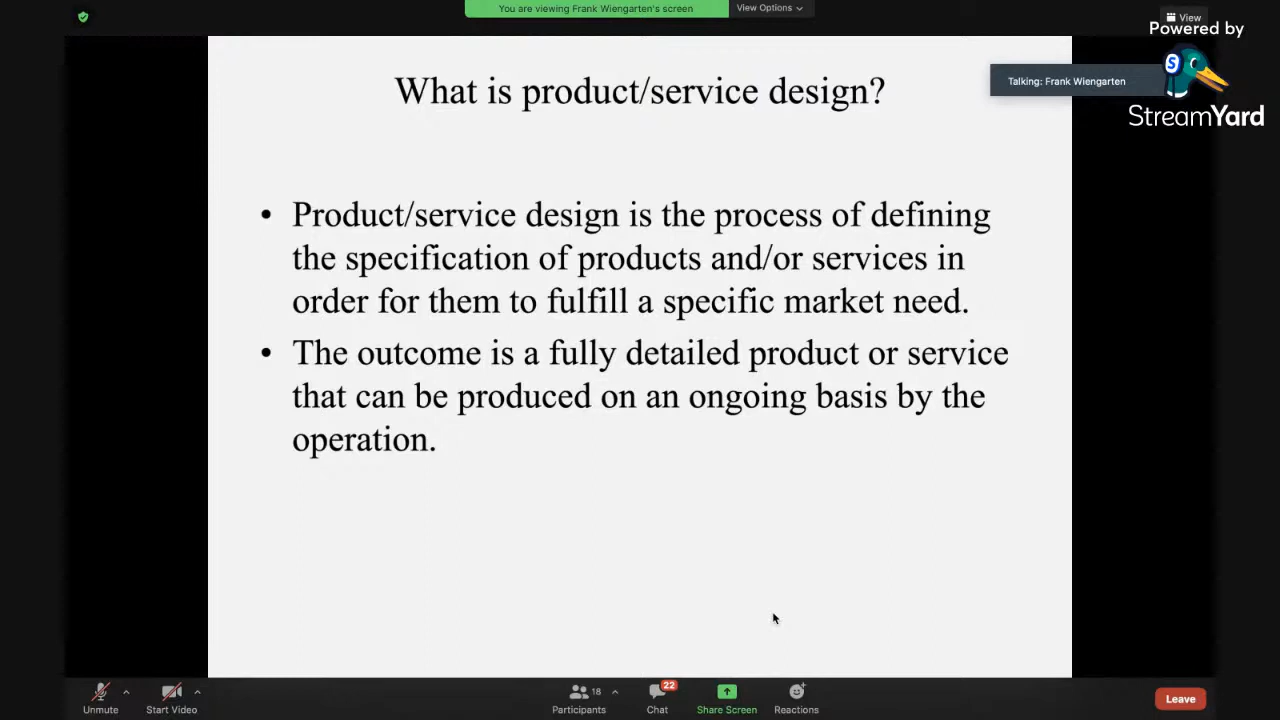 You are viewing Frank Wiengarten's screen
View Options
View
Powered by
Talking: Frank Wiengarten
S
StreamYard
What is product/service design?
• Product/service design is the process of defining
the specification of products and/or services in
order for them to fulfill a specific market need.
• The outcome is a fully detailed product or service
that can be produced on an ongoing basis by the
operation.
Unmute
Start Video
18
Participants
22
Chat
Share Screen
Reactions
Leave